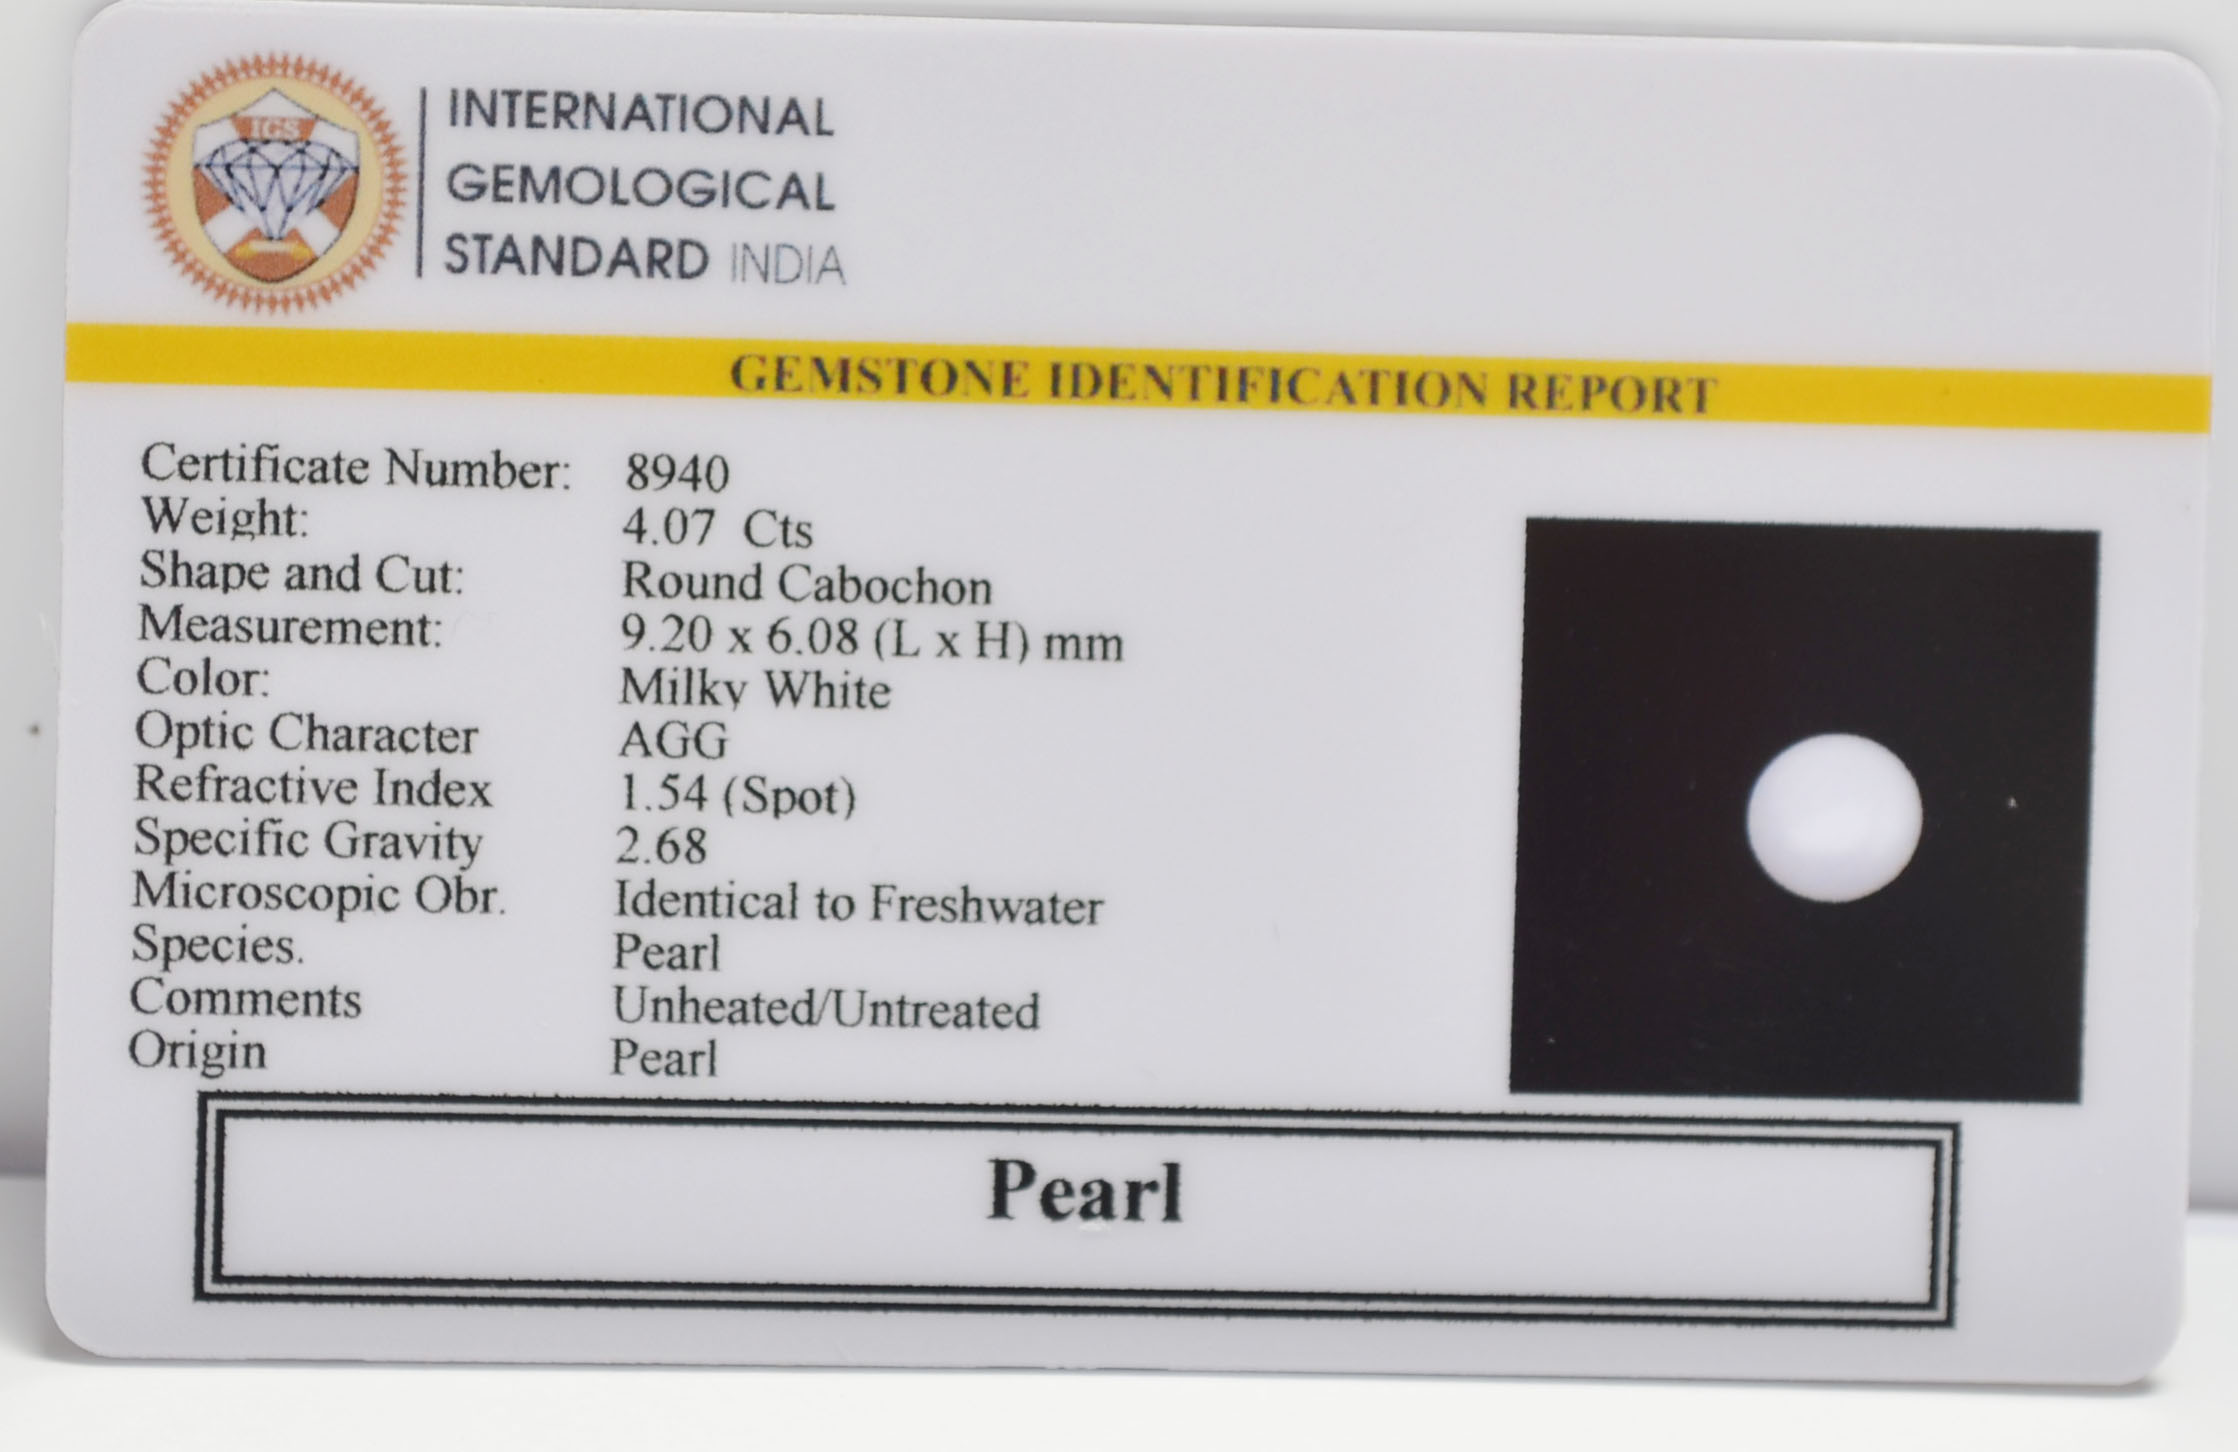 IGS
INTERNATIONAL
GEMOLOGICAL
STANDARD INDIA
GEMSTONE IDENTIFICATION REPORT
Certificate Number: 8940
Weight: 4.07 Cts
Shape and Cut: Round Cabochon
Measurement: 9.20 x 6.08 (L x H) mm
Color: Milky White
Optic Character AGG
Refractive Index 1.54 (Spot)
Specific Gravity 2.68
Microscopic Obr. Identical to Freshwater
Species. Pearl
Comments Unheated/Untreated
Origin Pearl
Pearl